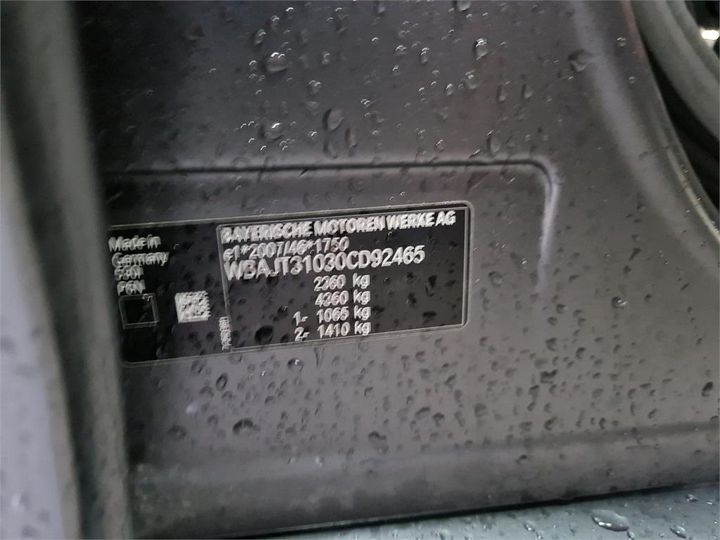 BAYERISCHE MOTOREN WERKE AG
e1*2007/46*1750
WBAJT31030CD92465
2360 kg
4360 kg
1.- 1065 kg
2.- 1410 kg
Made in
Germany
530i